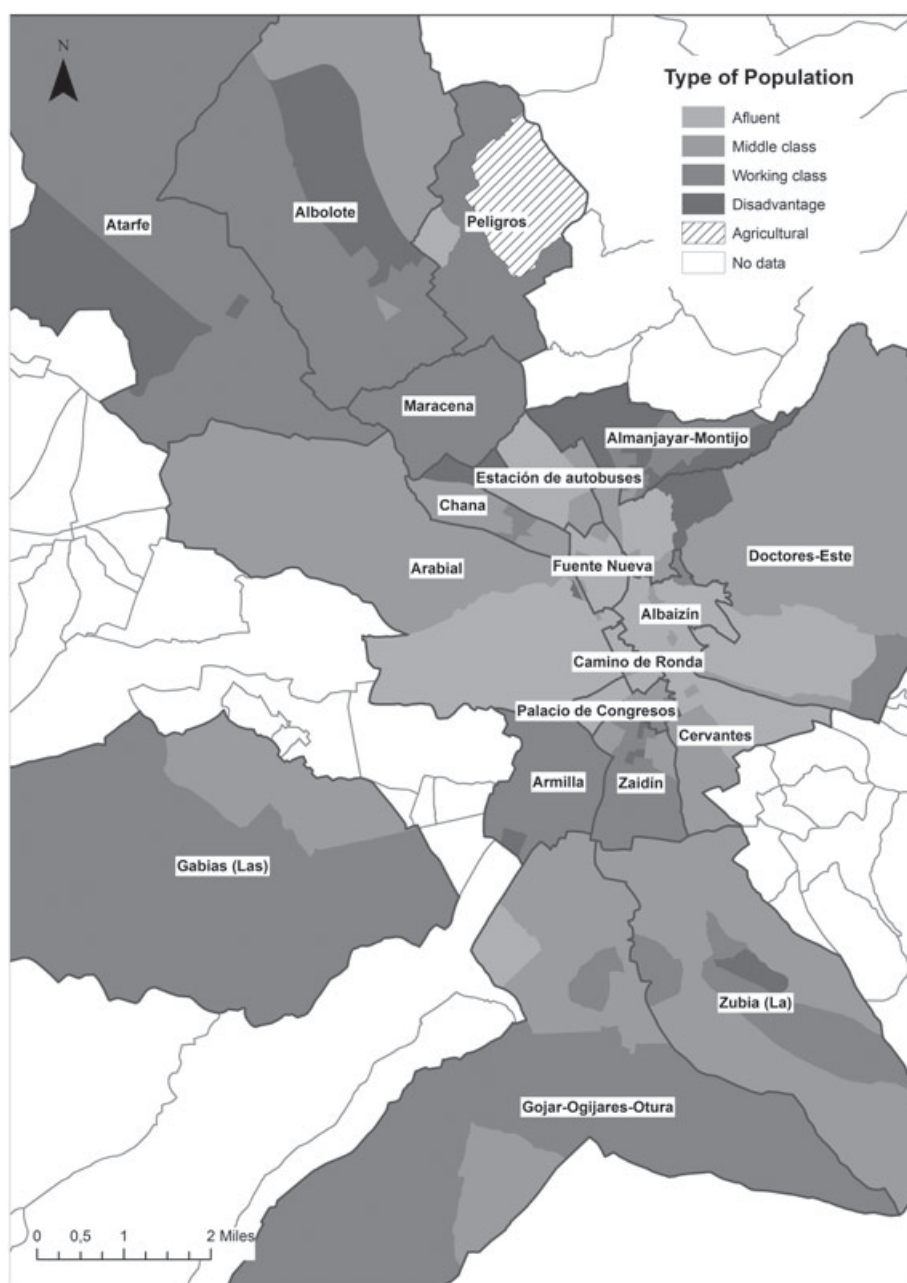 N
Type of Population
Afluent
Middle class
Working class
Disadvantage
Agricultural
No data
Atarfe
Albolote
Peligros
Maracena
Almanjayar-Montijo
Estación de autobuses
Chana
Doctores-Este
Arabial
Fuente Nueva
Albaizín
Camino de Ronda
Palacio de Congresos
Cervantes
Armilla
Zaidín
Gabias (Las)
Zubia (La)
Gojar-Ogijares-Otura
0 0,5 1 2 Miles